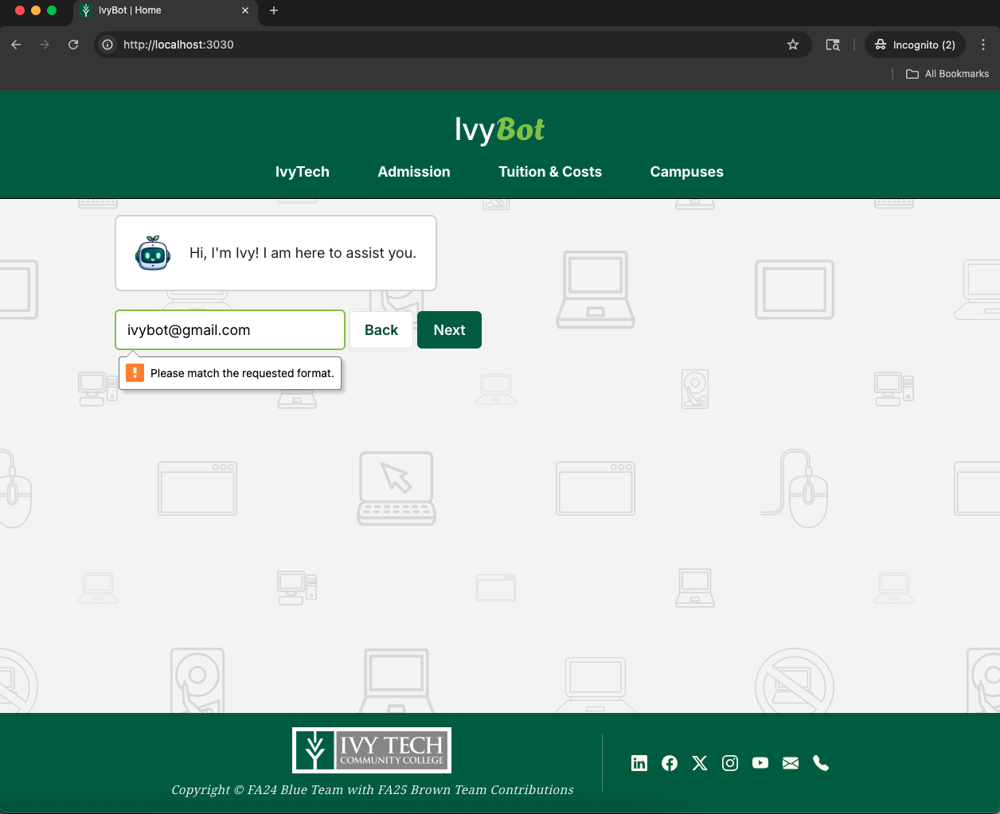 IvyBot | Home
http://localhost:3030
Incognito (2)
All Bookmarks
IvyBot
IvyTech Admission Tuition & Costs Campuses
Hi, I'm Ivy! I am here to assist you.
ivybot@gmail.com Back Next
Please match the requested format.
IVY TECH
COMMUNITY COLLEGE
Copyright © FA24 Blue Team with FA25 Brown Team Contributions